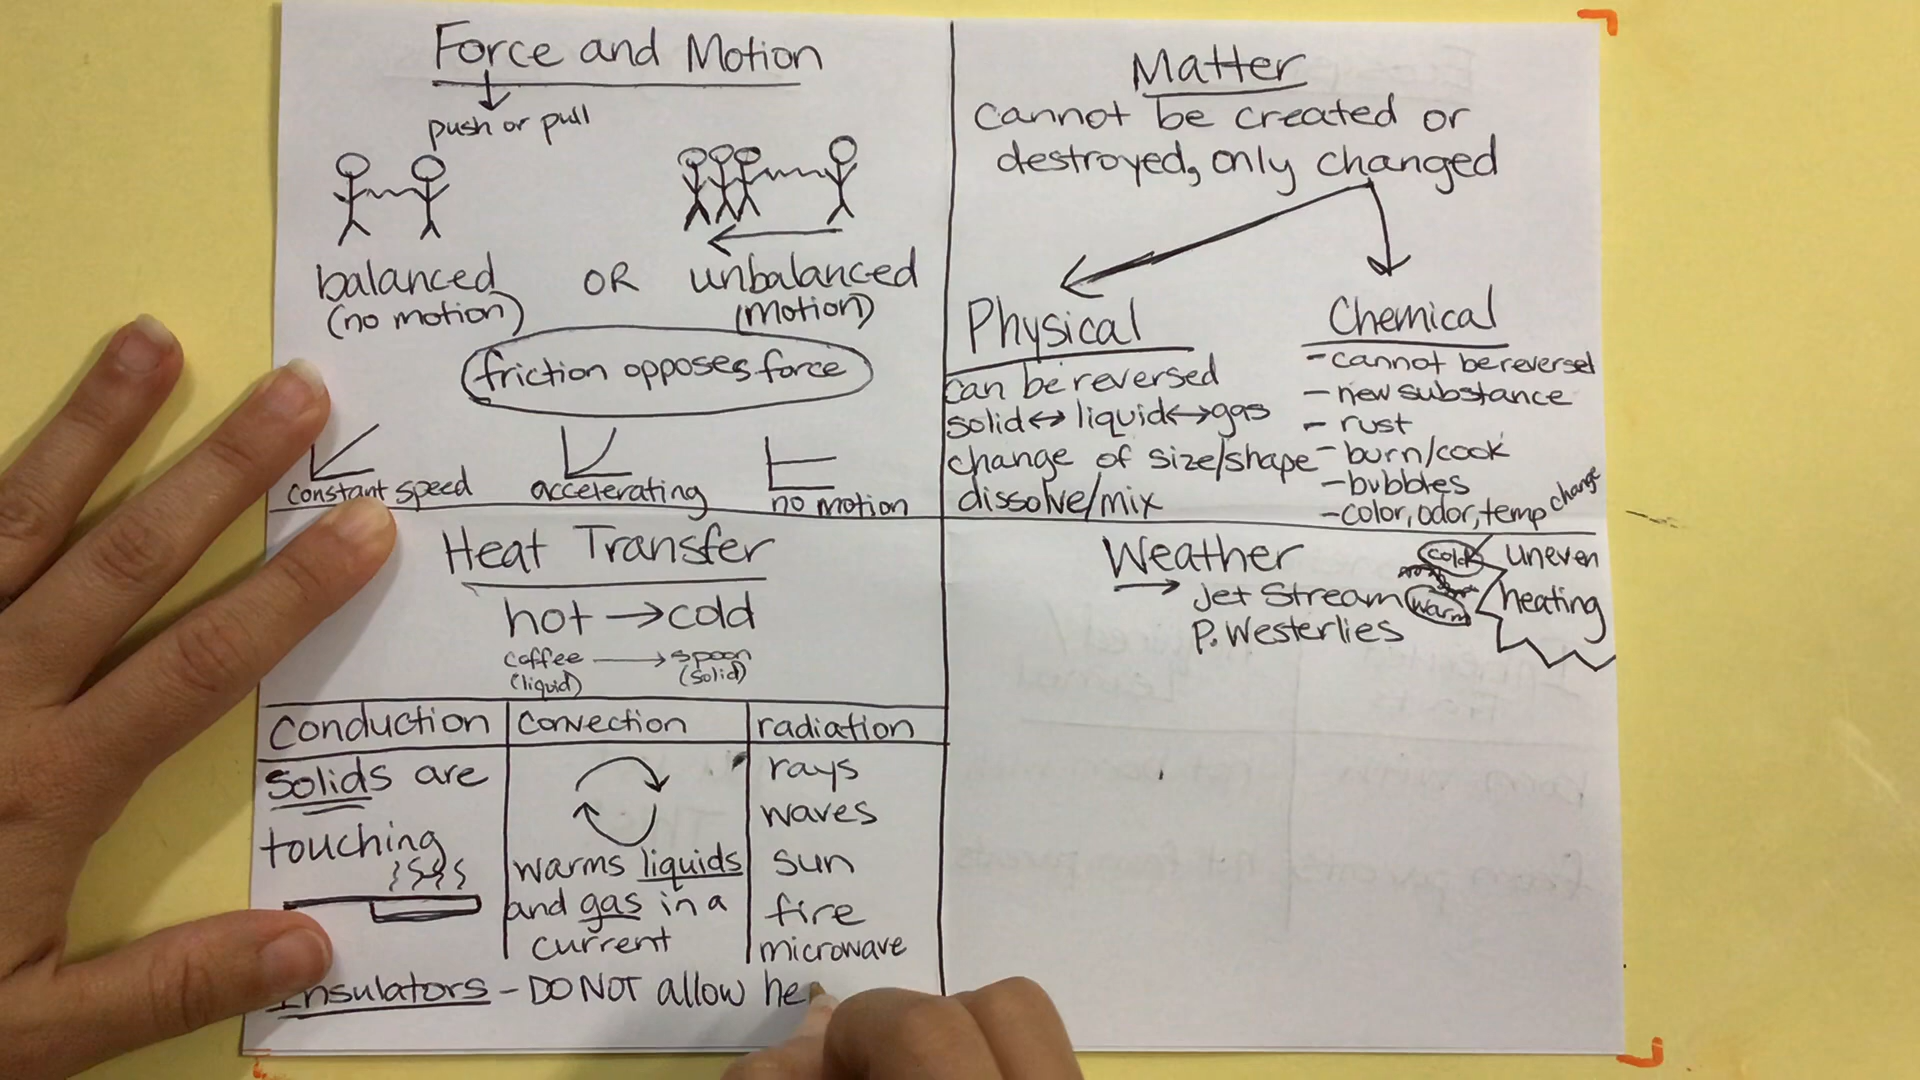 Force and Motion
push or pull
balanced OR unbalanced
(no motion) (motion)
friction opposes force
constant speed accelerating no motion
Matter
cannot be created or
destroyed, only changed
Physical
can be reversed
solid ↔ liquid ↔ gas
change of size/shape
dissolve/mix
Chemical
- cannot be reversed
- new substance
- rust
- burn/cook
- bubbles
- color, odor, temp change
Heat Transfer
hot → cold
coffee → spoon
(liquid) (solid)
conduction convection radiation
solids are
touching
warms liquids
and gas in a
current
rays
waves
sun
fire
microwave
Insulators - DO NOT allow he
Weather
→ Jet Stream
P. Westerlies
cold
warm
uneven
heating